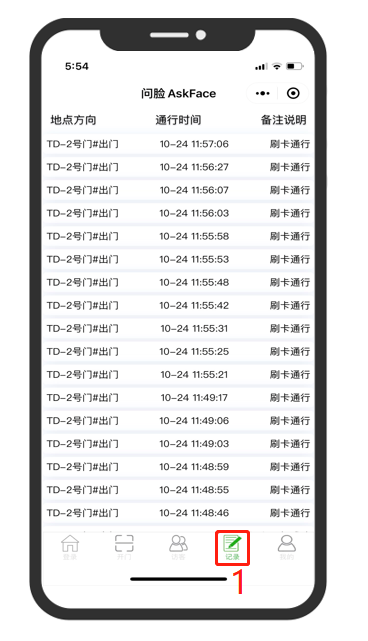 5:54
问脸 AskFace
地点方向 通行时间 备注说明
TD-2号门#出门 10-24 11:57:06 刷卡通行
TD-2号门#出门 10-24 11:56:27 刷卡通行
TD-2号门#出门 10-24 11:56:07 刷卡通行
TD-2号门#出门 10-24 11:56:03 刷卡通行
TD-2号门#出门 10-24 11:55:58 刷卡通行
TD-2号门#出门 10-24 11:55:53 刷卡通行
TD-2号门#出门 10-24 11:55:48 刷卡通行
TD-2号门#出门 10-24 11:55:42 刷卡通行
TD-2号门#出门 10-24 11:55:31 刷卡通行
TD-2号门#出门 10-24 11:55:25 刷卡通行
TD-2号门#出门 10-24 11:55:21 刷卡通行
TD-2号门#出门 10-24 11:49:17 刷卡通行
TD-2号门#出门 10-24 11:49:06 刷卡通行
TD-2号门#出门 10-24 11:49:03 刷卡通行
TD-2号门#出门 10-24 11:48:59 刷卡通行
TD-2号门#出门 10-24 11:48:55 刷卡通行
TD-2号门#出门 10-24 11:48:46 刷卡通行
开门 访客 记录 我的
1